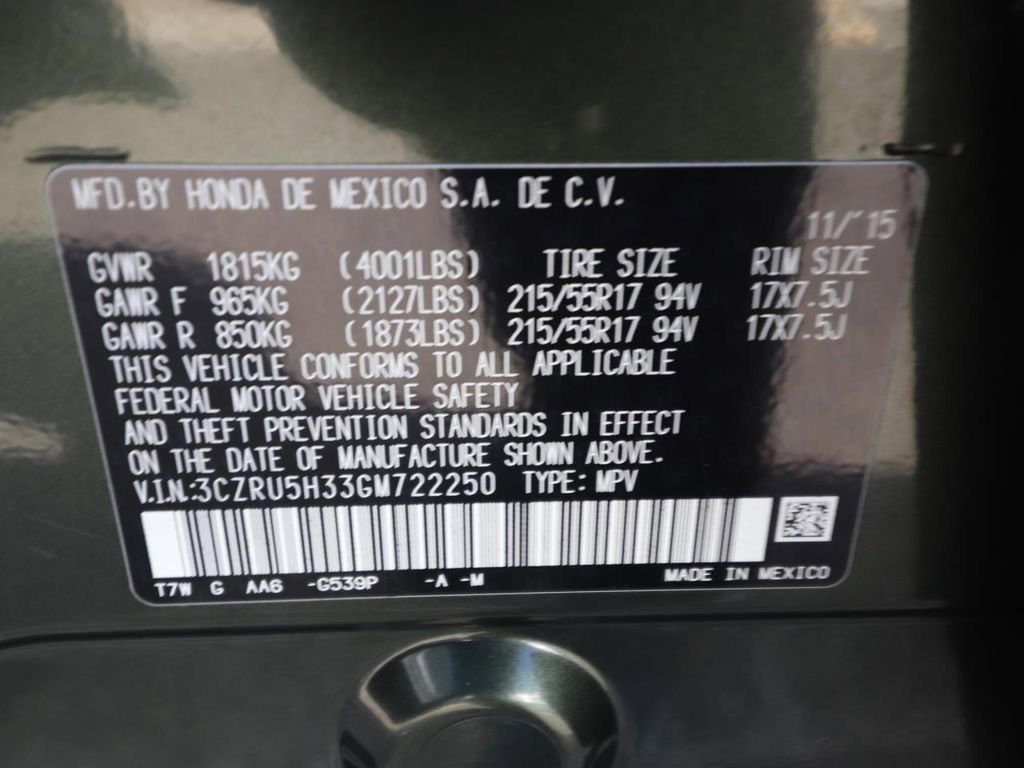 MFD.BY HONDA DE MEXICO S.A. DE C.V.
11/'15
GVWR 1815KG (4001LBS) TIRE SIZE RIM SIZE
GAWR F 965KG (2127LBS) 215/55R17 94V 17X7.5J
GAWR R 850KG (1873LBS) 215/55R17 94V 17X7.5J
THIS VEHICLE CONFORMS TO ALL APPLICABLE
FEDERAL MOTOR VEHICLE SAFETY
AND THEFT PREVENTION STANDARDS IN EFFECT
ON THE DATE OF MANUFACTURE SHOWN ABOVE.
V.I.N.:3CZRU5H33GM722250 TYPE: MPV
T7W G AA6 -G539P -A -M MADE IN MEXICO